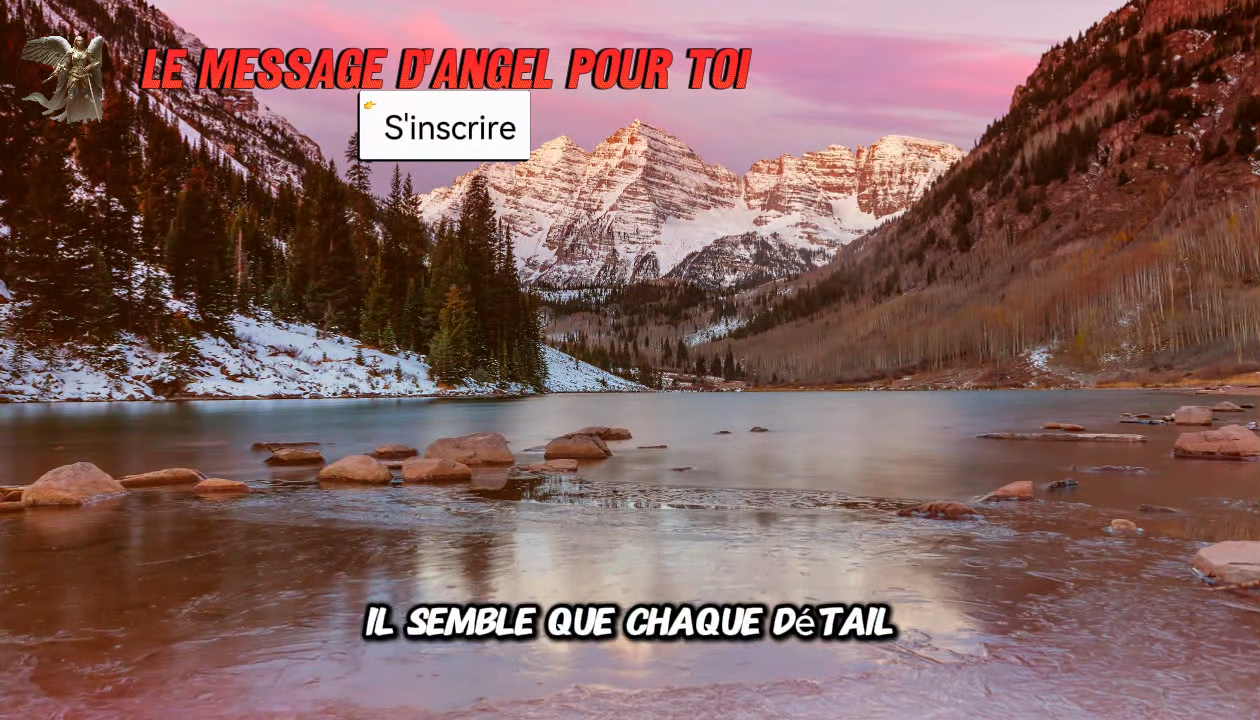 LE MESSAGE D'ANGEL POUR TOI
S'inscrire
IL SEMBLE QUE CHAQUE DéTAIL